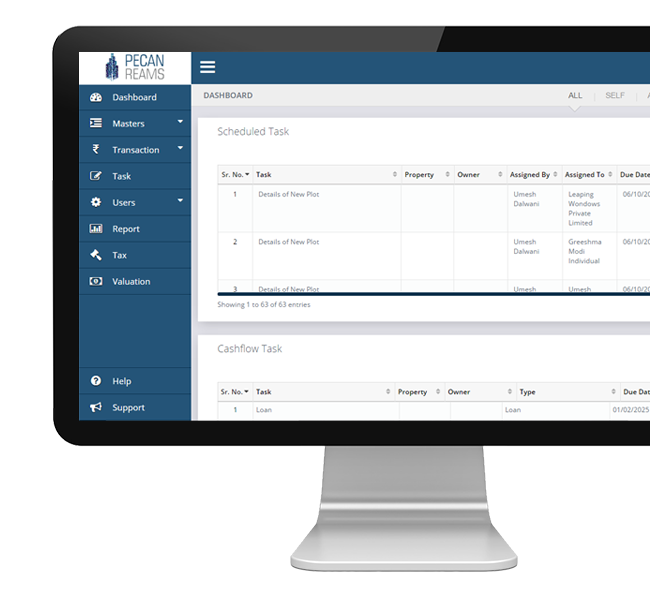 PECAN
REAMS
Dashboard
Masters
Transaction
Task
Users
Report
Tax
Valuation
Help
Support
DASHBOARD
ALL | SELF |
Scheduled Task
Sr. No. Task Property Owner Assigned By Assigned To Due Date
1 Details of New Plot Umesh Dalwani Leaping Wondows Private Limited 06/10/20
2 Details of New Plot Umesh Dalwani Greeshma Modi Individual 06/10/20
3 Details of New Plot Umesh Umesh 06/10/20
Showing 1 to 63 of 63 entries
Cashflow Task
Sr. No. Task Property Owner Type Due Dat
1 Loan Loan 01/02/2025